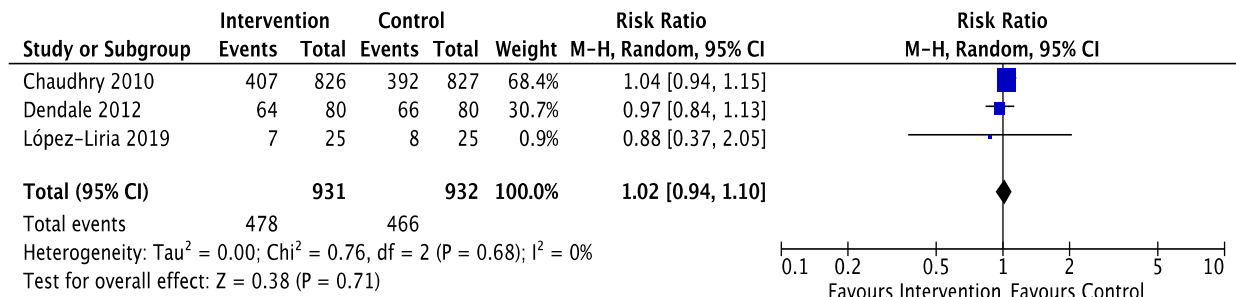 Intervention Control Risk Ratio Risk Ratio
Study or Subgroup Events Total Events Total Weight M-H, Random, 95% CI M-H, Random, 95% CI
Chaudhry 2010 407 826 392 827 68.4% 1.04 [0.94, 1.15]
Dendale 2012 64 80 66 80 30.7% 0.97 [0.84, 1.13]
López-Liria 2019 7 25 8 25 0.9% 0.88 [0.37, 2.05]
Total (95% CI) 931 932 100.0% 1.02 [0.94, 1.10]
Total events 478 466
Heterogeneity: Tau² = 0.00; Chi² = 0.76, df = 2 (P = 0.68); I² = 0%
Test for overall effect: Z = 0.38 (P = 0.71)
0.1 0.2 0.5 1 2 5 10
Favours Intervention Favours Control